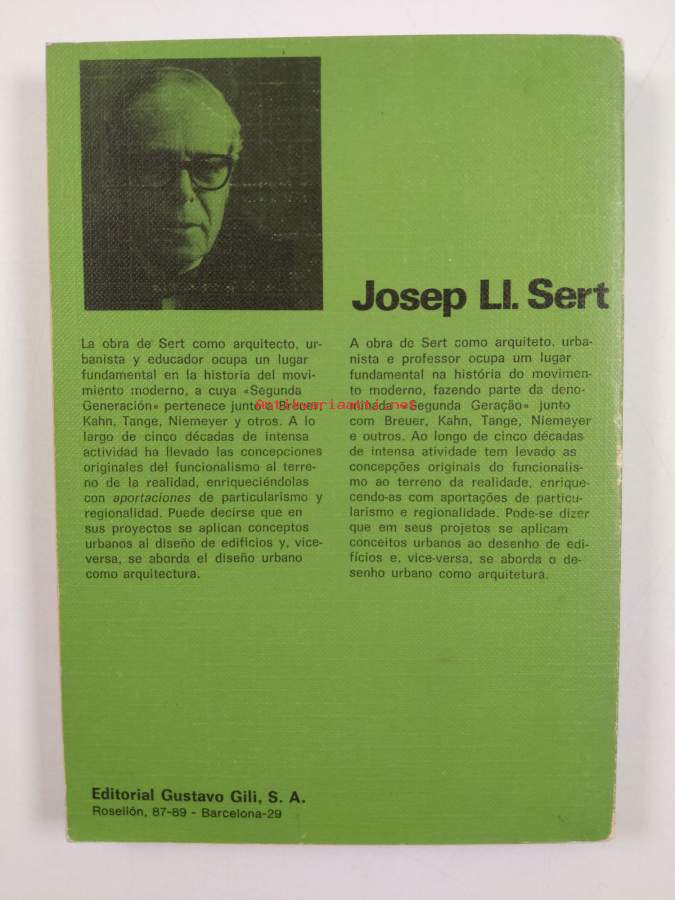 Josep Ll. Sert
La obra de Sert como arquitecto, ur-
banista y educador ocupa un lugar
fundamental en la historia del movi-
miento moderno, a cuya «Segunda
Generación» pertenece junto a Breuer,
Kahn, Tange, Niemeyer y otros. A lo
largo de cinco décadas de intensa
actividad ha llevado las concepciones
originales del funcionalismo al terre-
no de la realidad, enriqueciéndolas
con aportaciones de particularismo y
regionalidad. Puede decirse que en
sus proyectos se aplican conceptos
urbanos al diseño de edificios y, vice-
versa, se aborda el diseño urbano
como arquitectura.
A obra de Sert como arquiteto, urba-
nista e professor ocupa um lugar
fundamental na história do movimen-
to moderno, fazendo parte da deno-
minada «Segunda Geração» junto
com Breuer, Kahn, Tange, Niemeyer
e outros. Ao longo de cinco décadas
de intensa atividade tem levado as
concepções originais do funcionalis-
mo ao terreno da realidade, enrique-
cendo-as com aportações de particu-
larismo e regionalidade. Pode-se dizer
que em seus projetos se aplicam
conceitos urbanos ao desenho de edi-
fícios e, vice-versa, se aborda o de-
senho urbano como arquitetura.
Antikvariaatti.net
Editorial Gustavo Gili, S. A.
Rosellón, 87-89 - Barcelona-29